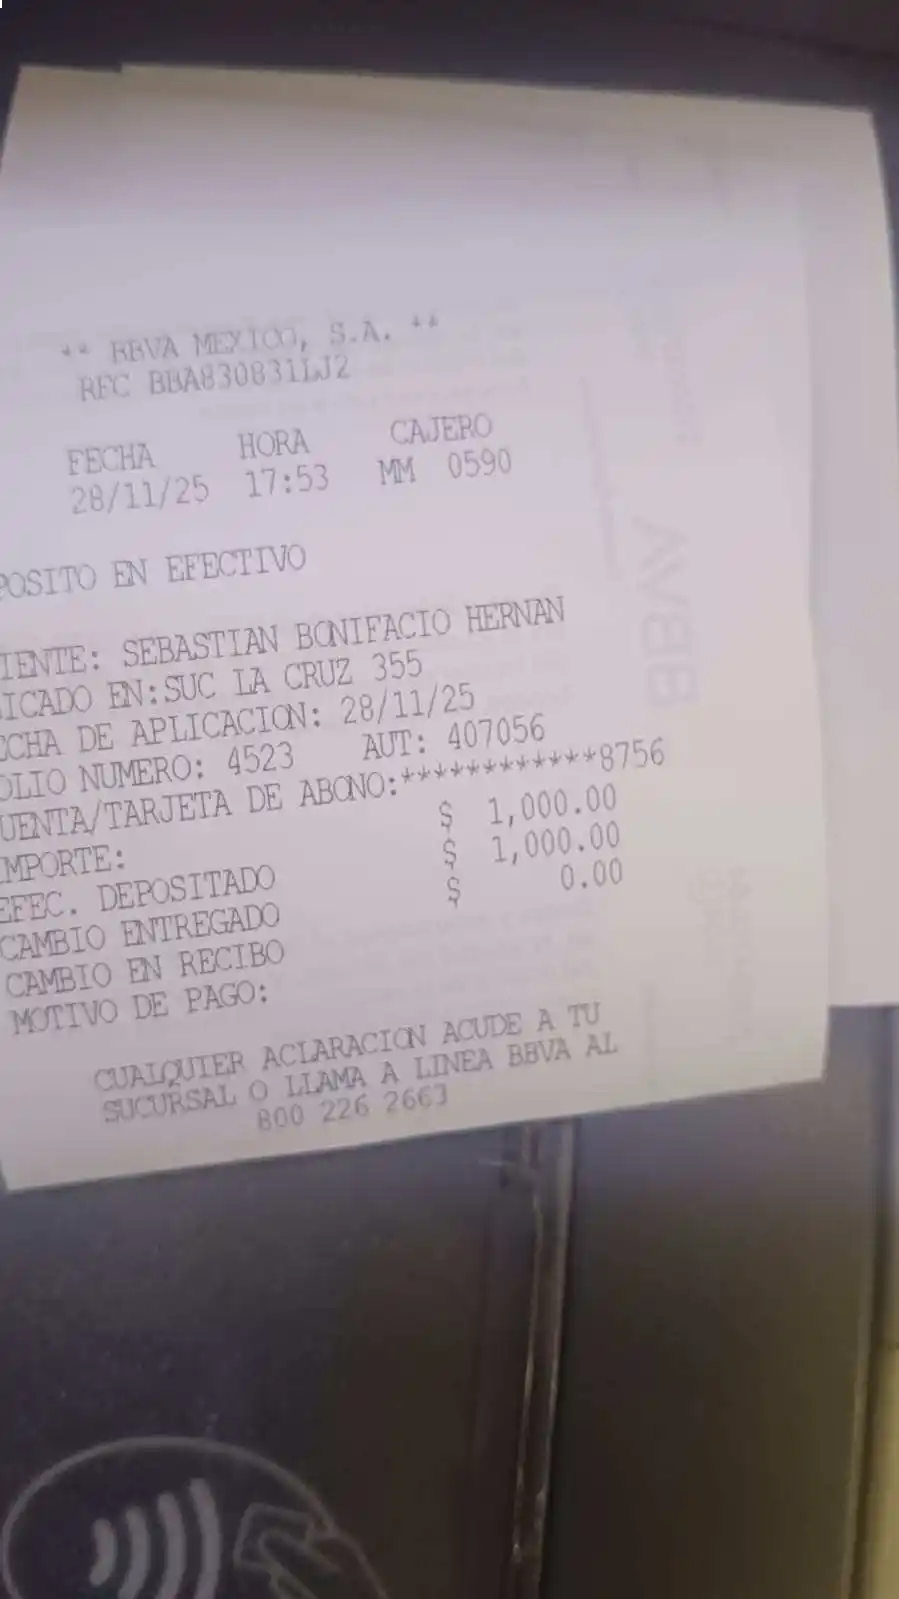 ** BBVA MEXICO, S.A. **
RFC BBA830831LJ2
FECHA HORA CAJERO
28/11/25 17:53 MM 0590
POSITO EN EFECTIVO
IENTE: SEBASTIAN BONIFACIO HERNAN
ICADO EN:SUC LA CRUZ 355
CHA DE APLICACION: 28/11/25
OLIO NUMERO: 4523 AUT: 407056
UENTA/TARJETA DE ABONO:************8756
IMPORTE: $ 1,000.00
EFEC. DEPOSITADO $ 1,000.00
CAMBIO ENTREGADO $ 0.00
CAMBIO EN RECIBO
MOTIVO DE PAGO:
CUALQUIER ACLARACION ACUDE A TU
SUCURSAL O LLAMA A LINEA BBVA AL
800 226 2663
BBVA